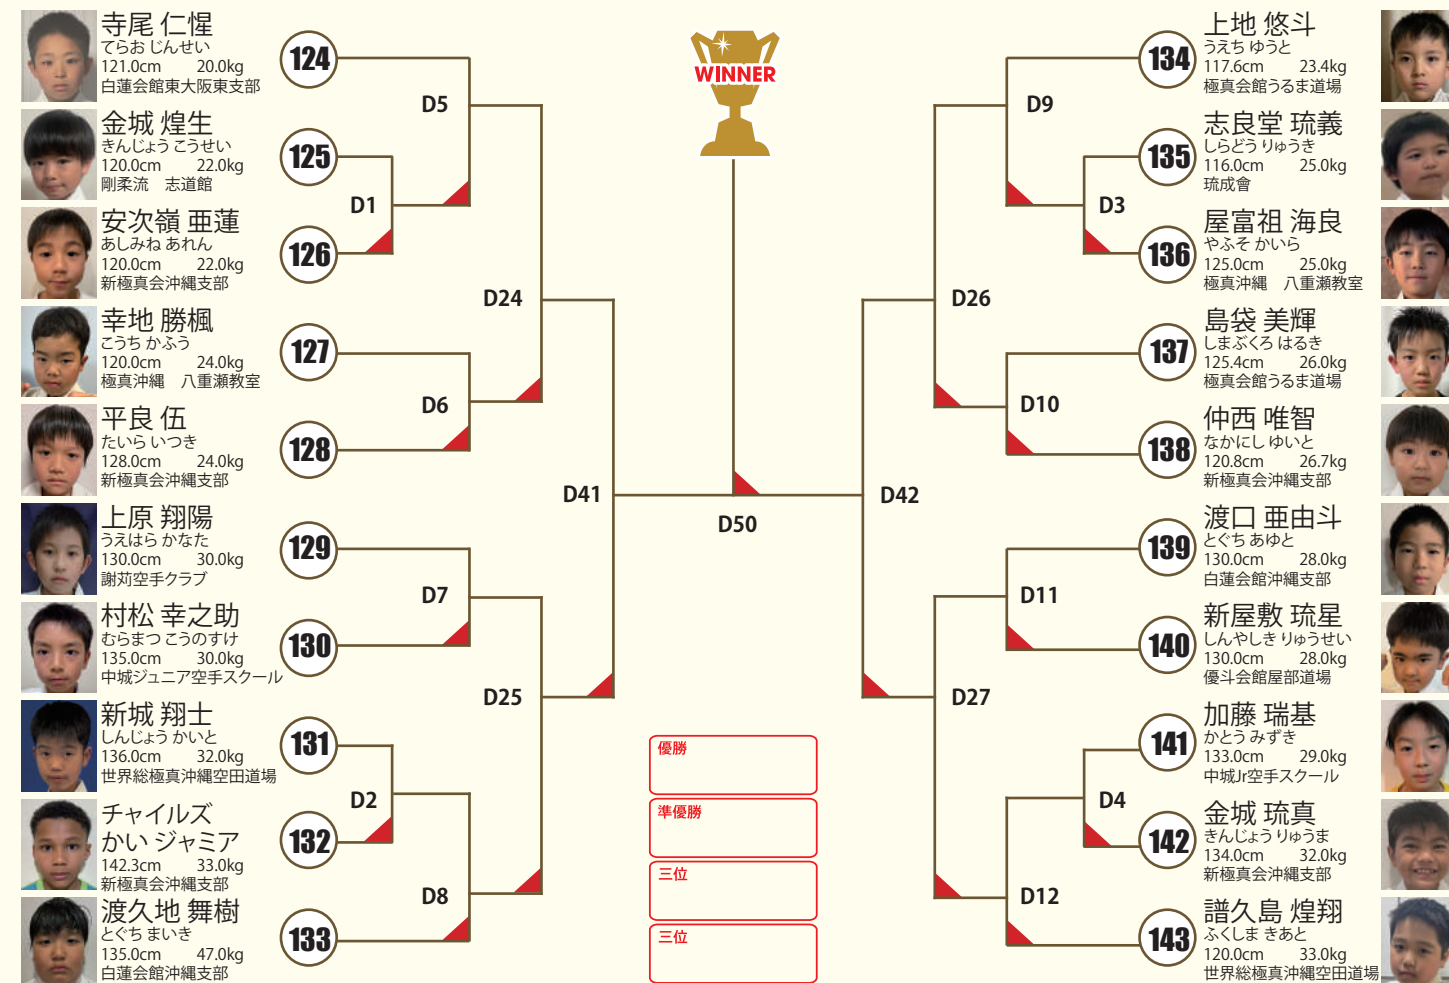 寺尾 仁惺
てらお じんせい
121.0cm 20.0kg
白蓮会館東大阪東支部
124
金城 煌生
きんじょう こうせい
120.0cm 22.0kg
剛柔流 志道館
125
安次嶺 亜蓮
あしみね あれん
120.0cm 22.0kg
新極真会沖縄支部
126
幸地 勝楓
こうち かふう
120.0cm 24.0kg
極真沖縄 八重瀬教室
127
平良 伍
たいら いつき
128.0cm 24.0kg
新極真会沖縄支部
128
上原 翔陽
うえはら かなた
130.0cm 30.0kg
謝苅空手クラブ
129
村松 幸之助
むらまつ こうのすけ
135.0cm 30.0kg
中城ジュニア空手スクール
130
新城 翔士
しんじょう かいと
136.0cm 32.0kg
世界総極真沖縄空田道場
131
チャイルズ
かい ジャミア
142.3cm 33.0kg
新極真会沖縄支部
132
渡久地 舞樹
とぐち まいき
135.0cm 47.0kg
白蓮会館沖縄支部
133
D5
D1
D24
D6
D41
D7
D25
D2
D8
WINNER
D50
優勝
準優勝
三位
三位
D9
D3
D26
D10
D42
D11
D27
D4
D12
134
上地 悠斗
うえち ゆうと
117.6cm 23.4kg
極真会館うるま道場
135
志良堂 琉義
しらどう りゅうき
116.0cm 25.0kg
琉成會
136
屋富祖 海良
やふそ かいら
125.0cm 25.0kg
極真沖縄 八重瀬教室
137
島袋 美輝
しまぶくろ はるき
125.4cm 26.0kg
極真会館うるま道場
138
仲西 唯智
なかにし ゆいと
120.8cm 26.7kg
新極真会沖縄支部
139
渡口 亜由斗
とぐち あゆと
130.0cm 28.0kg
白蓮会館沖縄支部
140
新屋敷 琉星
しんやしき りゅうせい
130.0cm 28.0kg
優斗会館屋部道場
141
加藤 瑞基
かとう みずき
133.0cm 29.0kg
中城Jr空手スクール
142
金城 琉真
きんじょう りゅうま
134.0cm 32.0kg
新極真会沖縄支部
143
譜久島 煌翔
ふくしま きあと
120.0cm 33.0kg
世界総極真沖縄空田道場